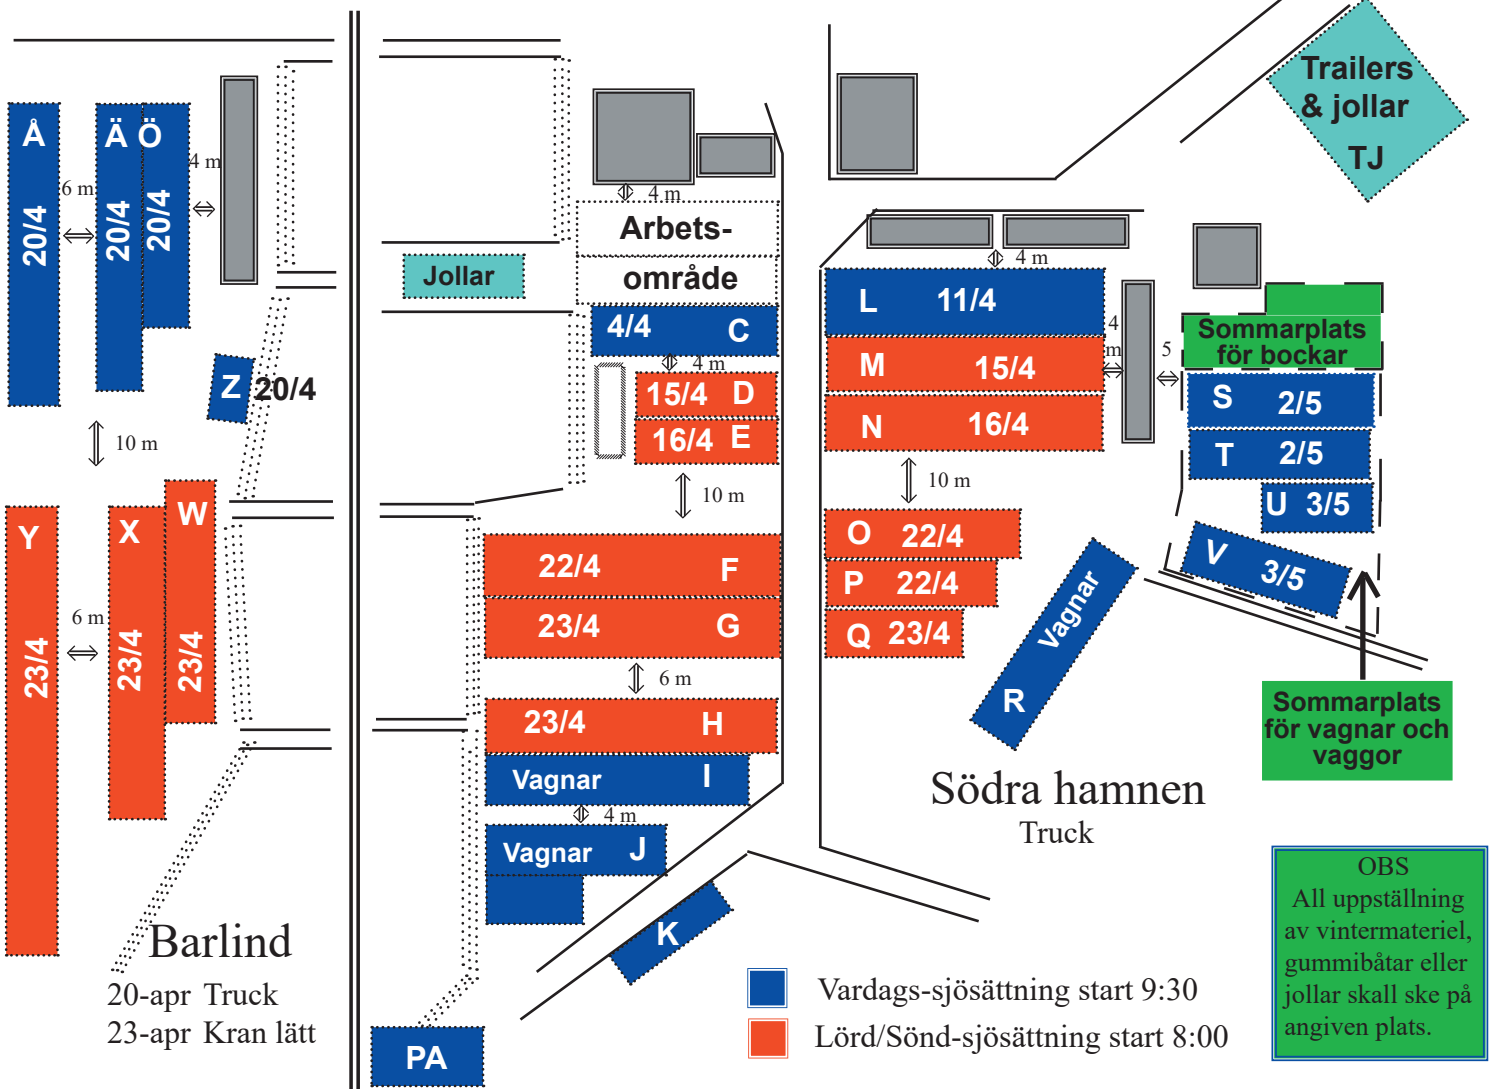 Trailers
& jollar
TJ
Å
20/4
6 m
Ä
20/4
Ö
20/4
4 m
Z
20/4
10 m
Y
23/4
6 m
X
23/4
W
23/4
Barlind
20-apr Truck
23-apr Kran lätt
Jollar
4 m
Arbets-
område
4/4 C
4 m
15/4 D
16/4 E
10 m
22/4 F
23/4 G
6 m
23/4 H
Vagnar I
4 m
Vagnar J
K
PA
4 m
L 11/4
M 15/4
N 16/4
4
m
5
10 m
O 22/4
P 22/4
Q 23/4
Vagnar
R
Sommarplats
för bockar
S 2/5
T 2/5
U 3/5
V 3/5
Sommarplats
för vagnar och
vaggor
Södra hamnen
Truck
Vardags-sjösättning start 9:30
Lörd/Sönd-sjösättning start 8:00
OBS
All uppställning
av vintermateriel,
gummibåtar eller
jollar skall ske på
angiven plats.